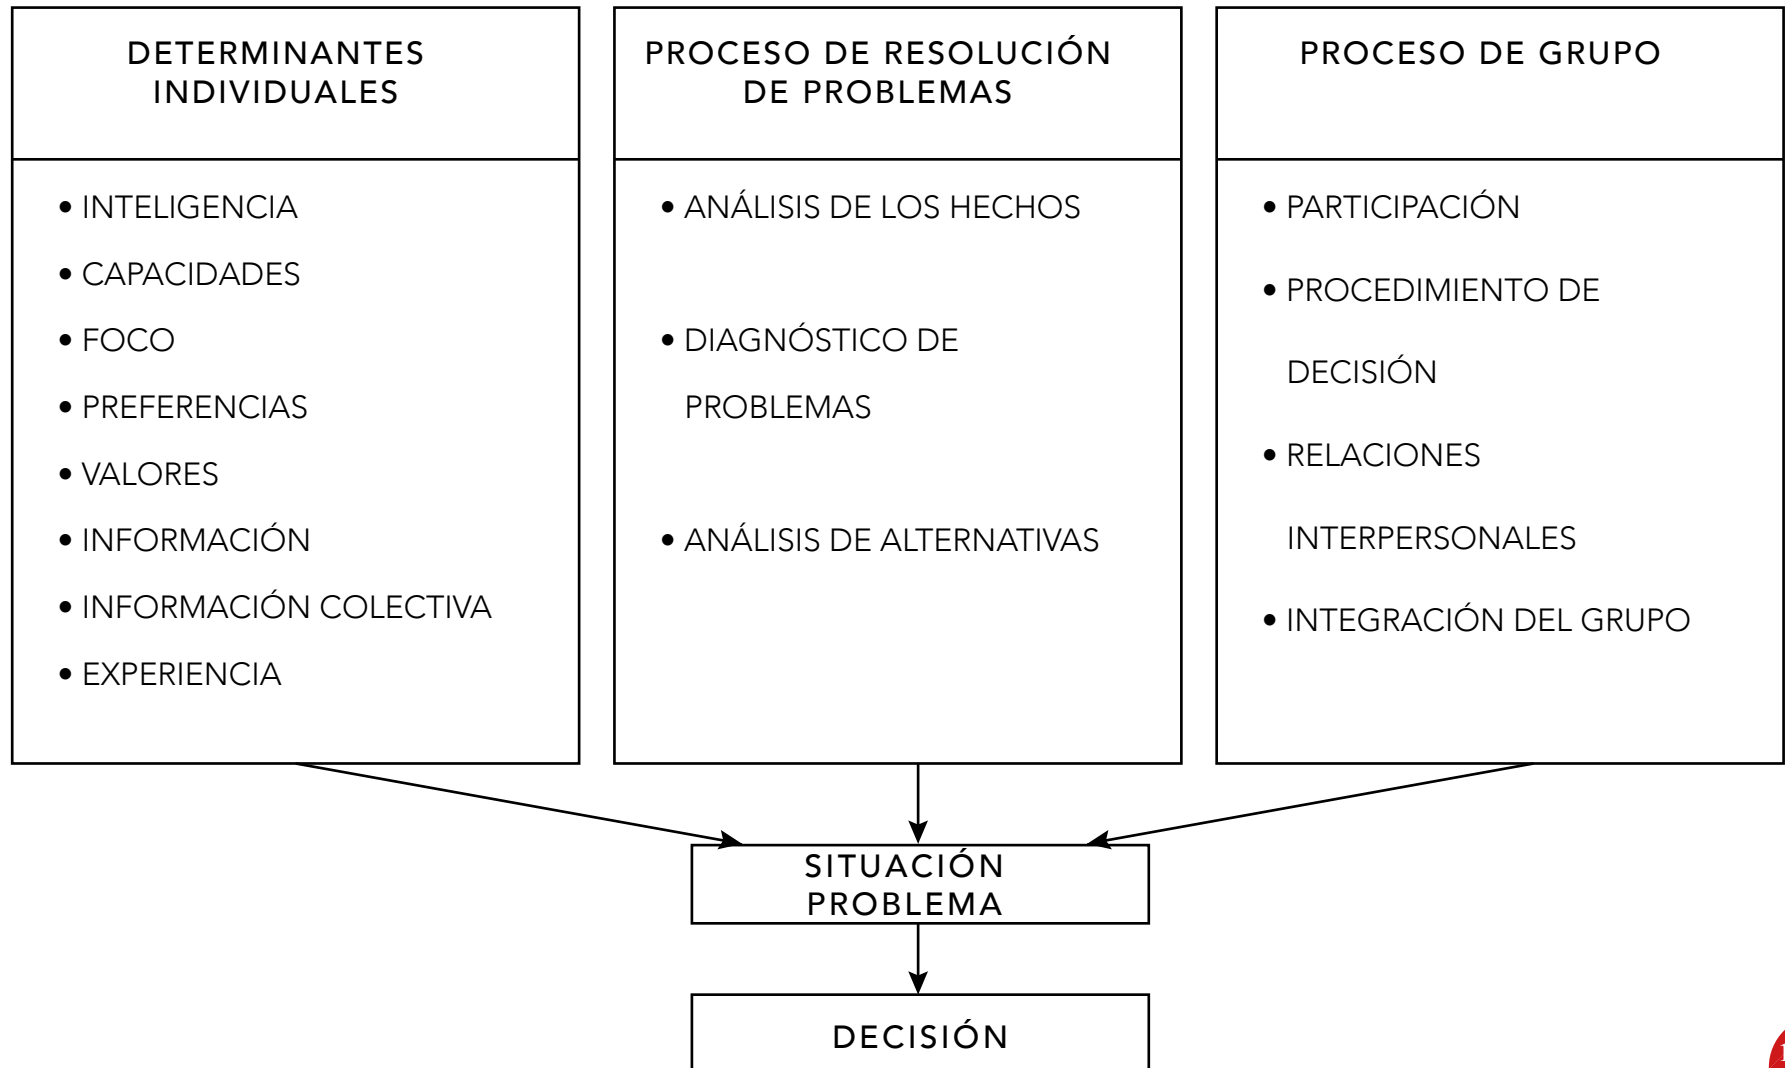 DETERMINANTES
INDIVIDUALES
• INTELIGENCIA
• CAPACIDADES
• FOCO
• PREFERENCIAS
• VALORES
• INFORMACIÓN
• INFORMACIÓN COLECTIVA
• EXPERIENCIA
PROCESO DE RESOLUCIÓN
DE PROBLEMAS
• ANÁLISIS DE LOS HECHOS
• DIAGNÓSTICO DE
PROBLEMAS
• ANÁLISIS DE ALTERNATIVAS
PROCESO DE GRUPO
• PARTICIPACIÓN
• PROCEDIMIENTO DE
DECISIÓN
• RELACIONES
INTERPERSONALES
• INTEGRACIÓN DEL GRUPO
SITUACIÓN
PROBLEMA
DECISIÓN